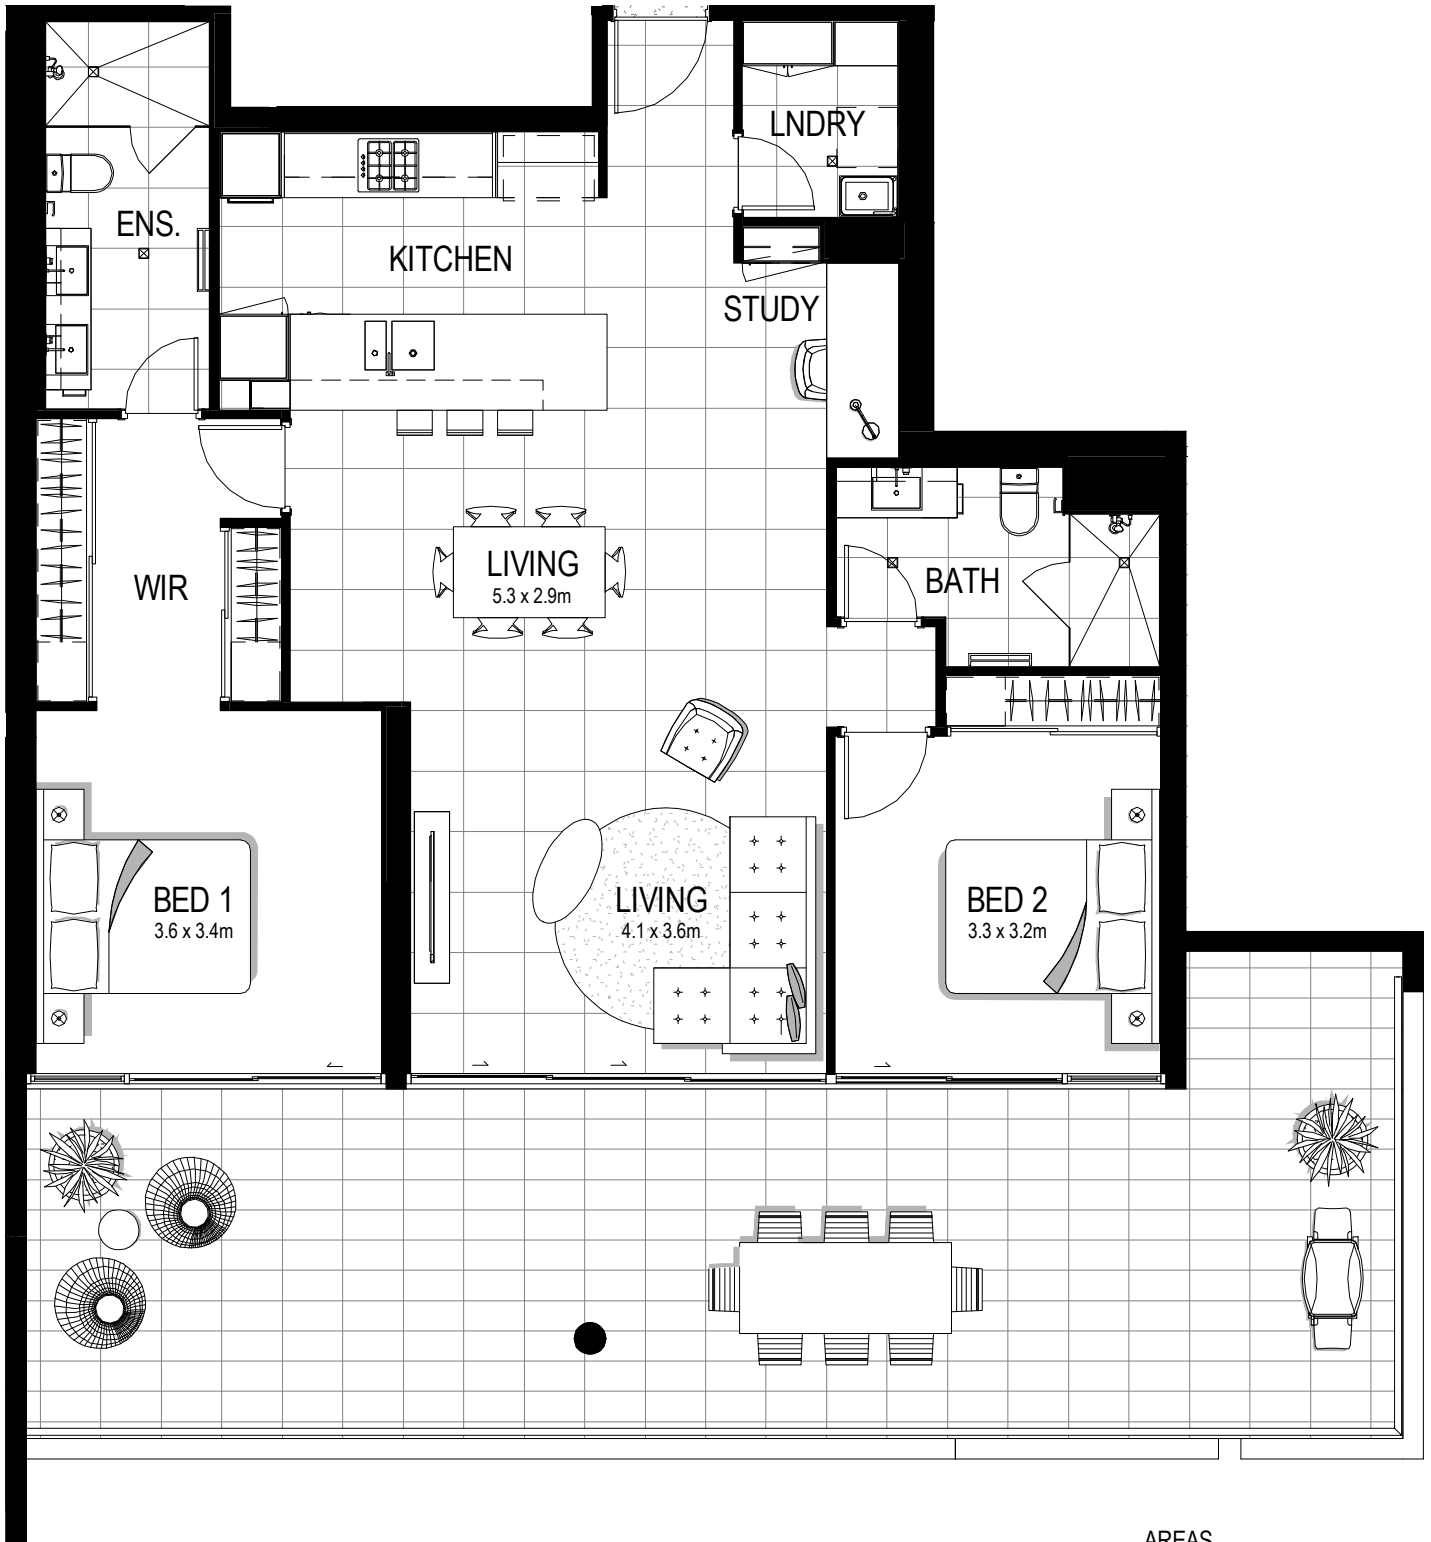 LNDRY
ENS.
KITCHEN
STUDY
LIVING
5.3 x 2.9m
BATH
WIR
BED 1
3.6 x 3.4m
LIVING
4.1 x 3.6m
BED 2
3.3 x 3.2m
AREAS